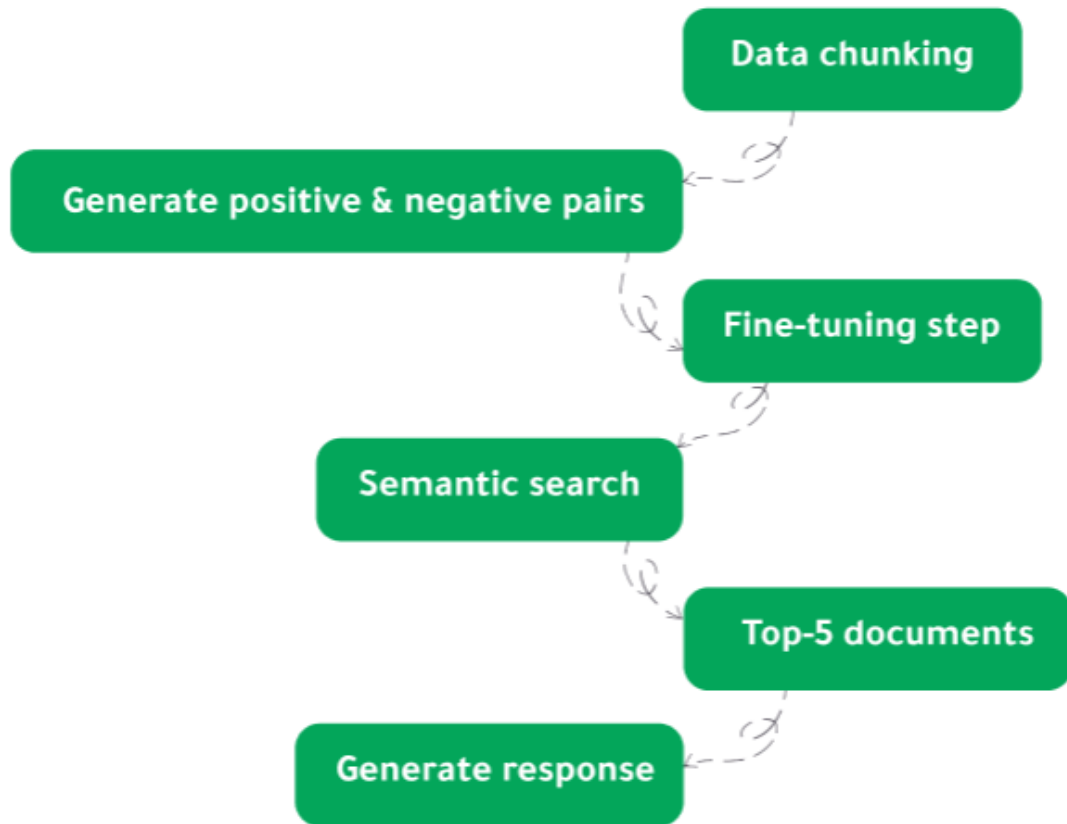 Data chunking
Generate positive & negative pairs
Fine-tuning step
Semantic search
Top-5 documents
Generate response